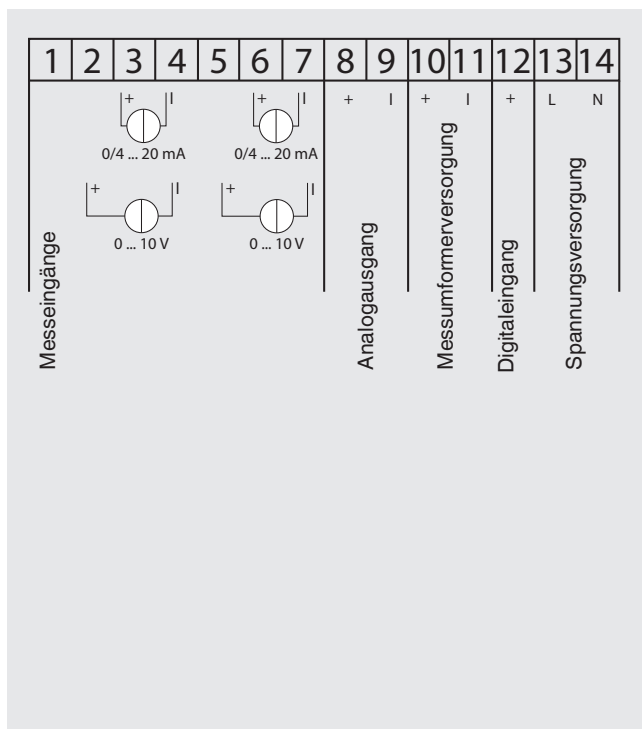 1 2 3 4 5 6 7 8 9 10 11 12 13 14
+ I + I + I + I + L N
0/4 ... 20 mA 0/4 ... 20 mA
+ I + I
0 ... 10 V 0 ... 10 V
Messeingänge
Analogausgang
Messumformerversorgung
Digitaleingang
Spannungsversorgung